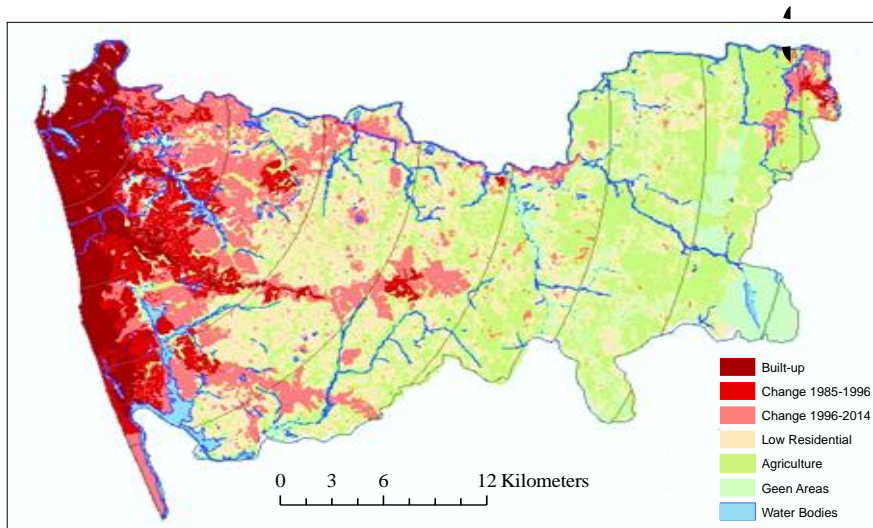 Built-up
Change 1985-1996
Change 1996-2014
Low Residential
Agriculture
Geen Areas
Water Bodies
0 3 6 12 Kilometers